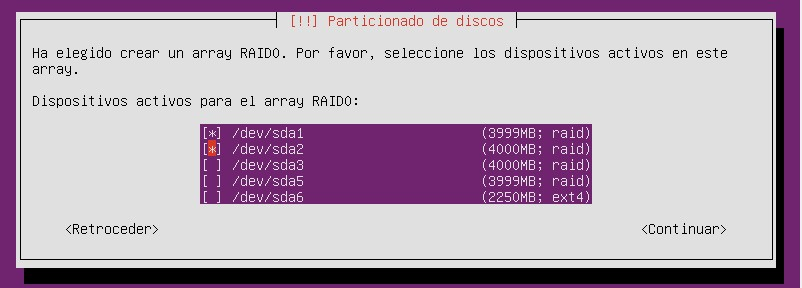 [!!] Particionado de discos
Ha elegido crear un array RAID0. Por favor, seleccione los dispositivos activos en este
array.
Dispositivos activos para el array RAID0:
[*] /dev/sda1 (3999MB; raid)
[*] /dev/sda2 (4000MB; raid)
[ ] /dev/sda3 (4000MB; raid)
[ ] /dev/sda5 (3999MB; raid)
[ ] /dev/sda6 (2250MB; ext4)
<Retroceder> <Continuar>